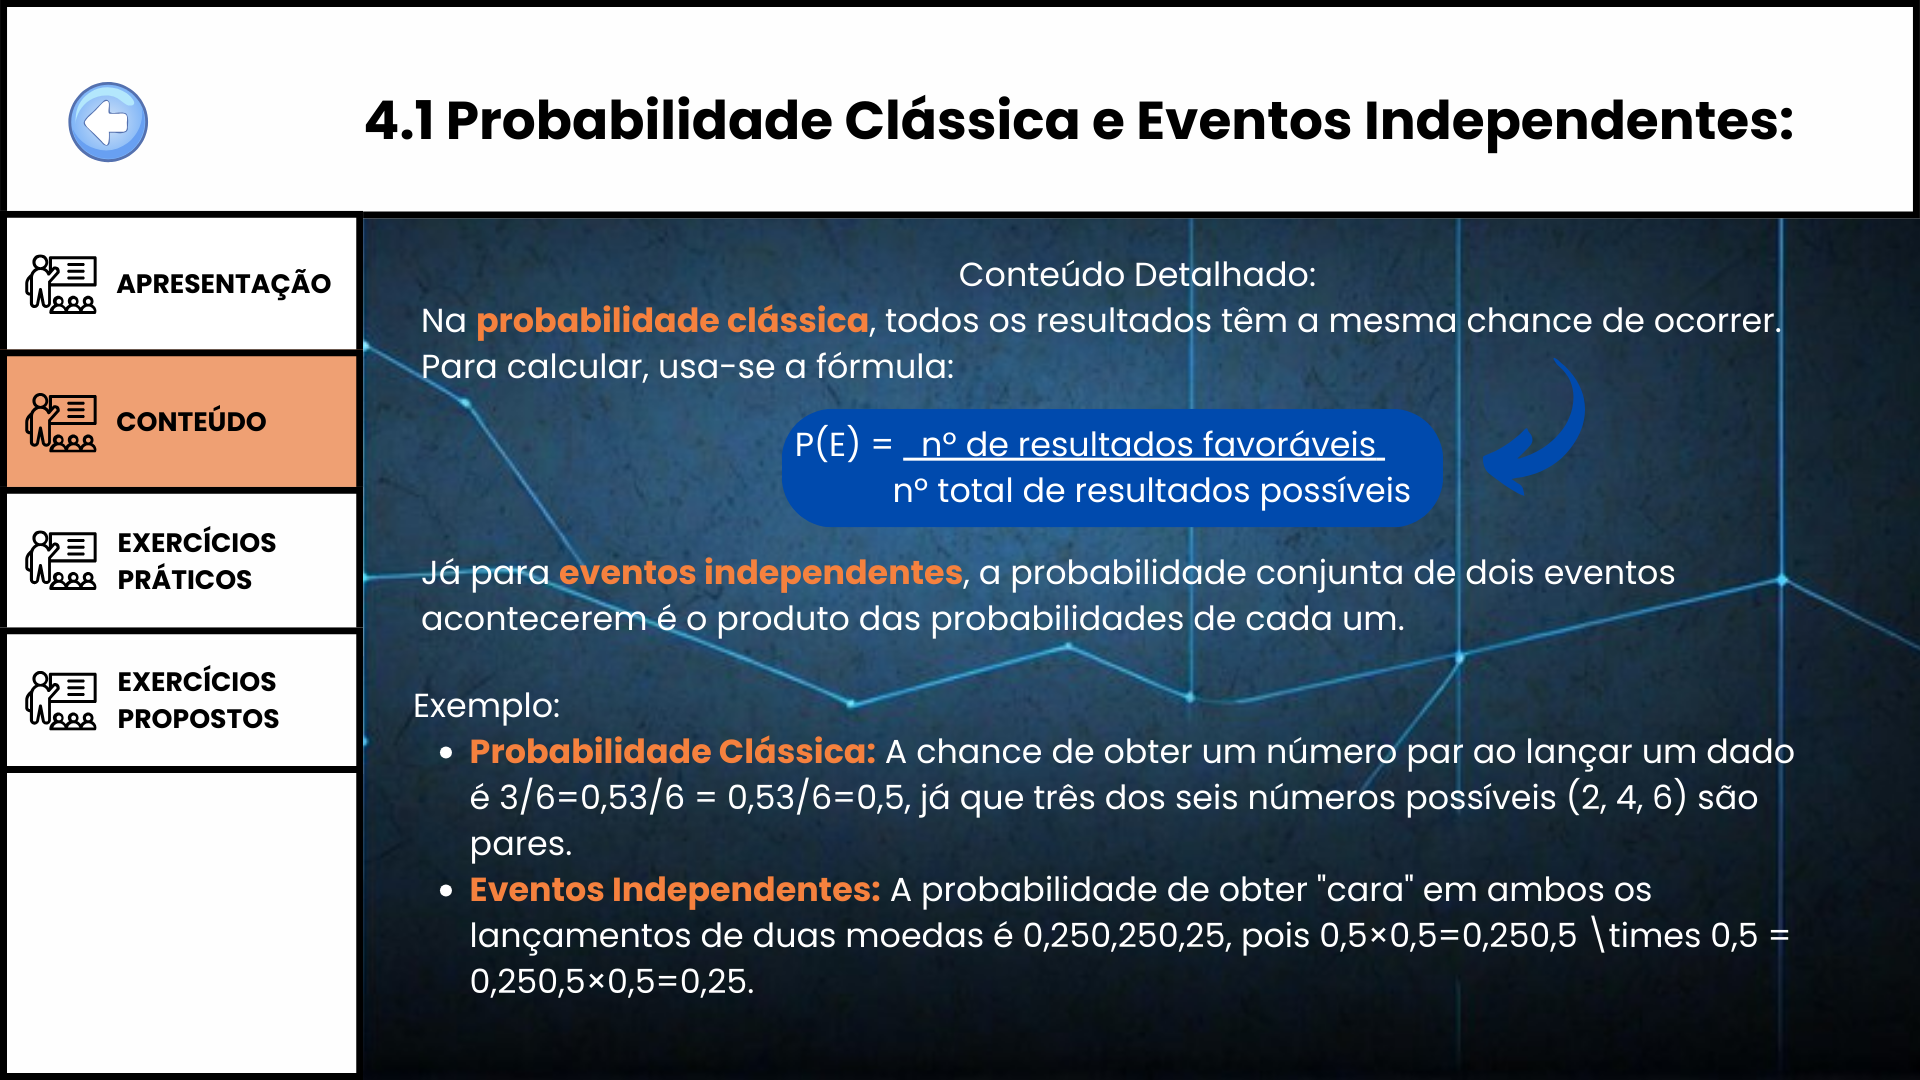 4.1 Probabilidade Clássica e Eventos Independentes:
APRESENTAÇÃO
CONTEÚDO
EXERCÍCIOS
PRÁTICOS
EXERCÍCIOS
PROPOSTOS
Conteúdo Detalhado:
Na probabilidade clássica, todos os resultados têm a mesma chance de ocorrer.
Para calcular, usa-se a fórmula:
P(E) = nº de resultados favoráveis
nº total de resultados possíveis
Já para eventos independentes, a probabilidade conjunta de dois eventos
acontecerem é o produto das probabilidades de cada um.
Exemplo:
• Probabilidade Clássica: A chance de obter um número par ao lançar um dado
é 3/6=0,53/6 = 0,53/6=0,5, já que três dos seis números possíveis (2, 4, 6) são
pares.
• Eventos Independentes: A probabilidade de obter "cara" em ambos os
lançamentos de duas moedas é 0,250,250,25, pois 0,5×0,5=0,250,5 \times 0,5 =
0,250,5×0,5=0,25.